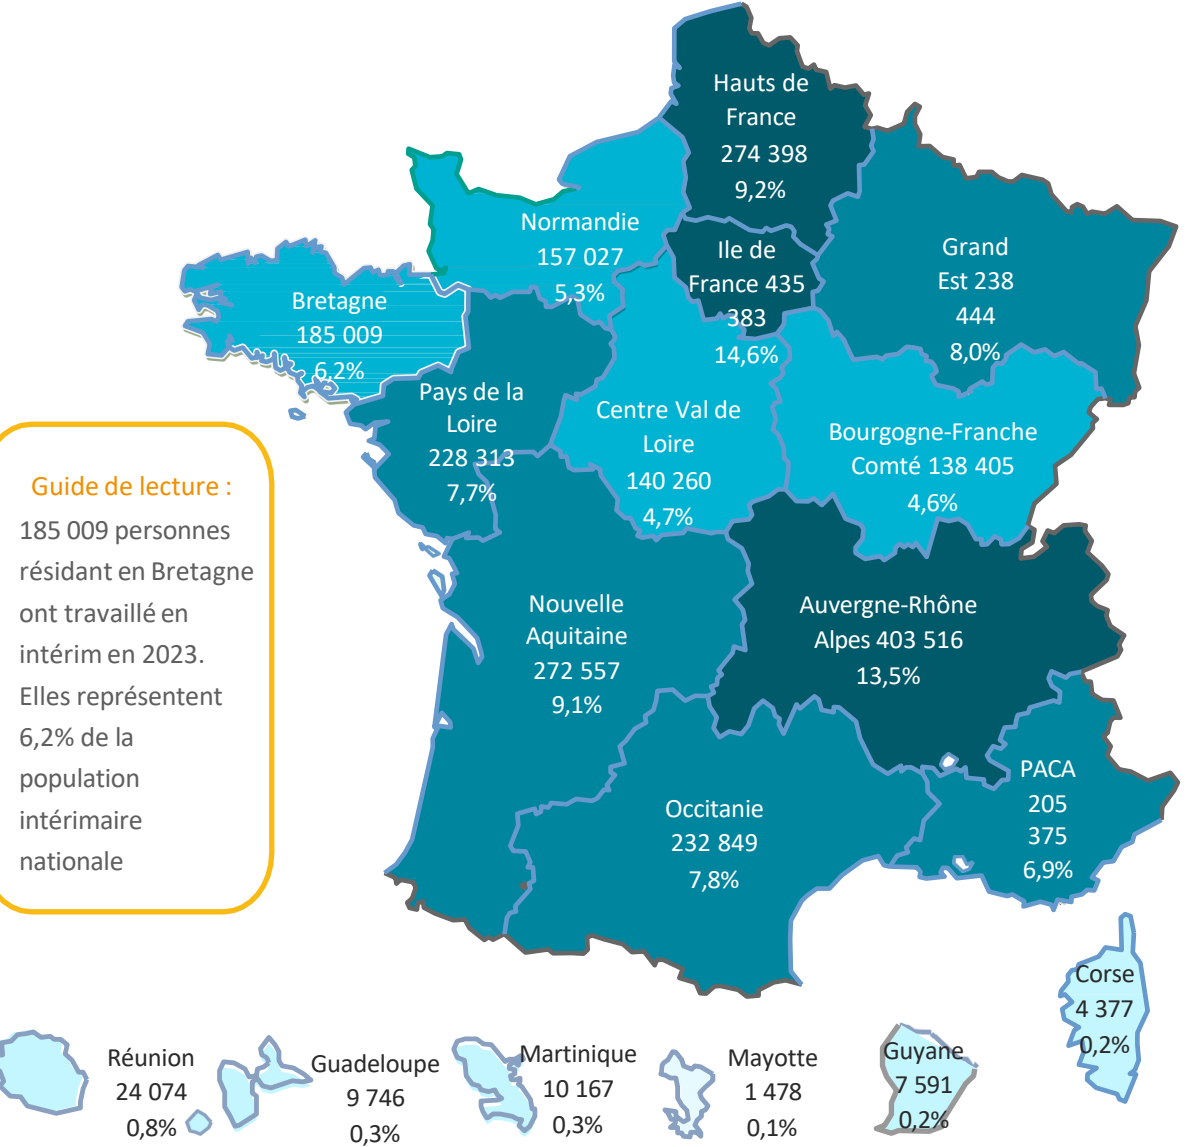 Hauts de
France
274 398
9,2%
Normandie
157 027
5,3%
Ile de
France 435
383
14,6%
Grand
Est 238
444
8,0%
Bretagne
185 009
6,2%
Pays de la
Loire
228 313
7,7%
Centre Val de
Loire
140 260
4,7%
Bourgogne-Franche
Comté 138 405
4,6%
Guide de lecture :
185 009 personnes
résidant en Bretagne
ont travaillé en
intérim en 2023.
Elles représentent
6,2% de la
population
intérimaire
nationale
Nouvelle
Aquitaine
272 557
9,1%
Auvergne-Rhône
Alpes 403 516
13,5%
Occitanie
232 849
7,8%
PACA
205
375
6,9%
Corse
4 377
0,2%
Réunion
24 074
0,8%
Guadeloupe
9 746
0,3%
Martinique
10 167
0,3%
Mayotte
1 478
0,1%
Guyane
7 591
0,2%